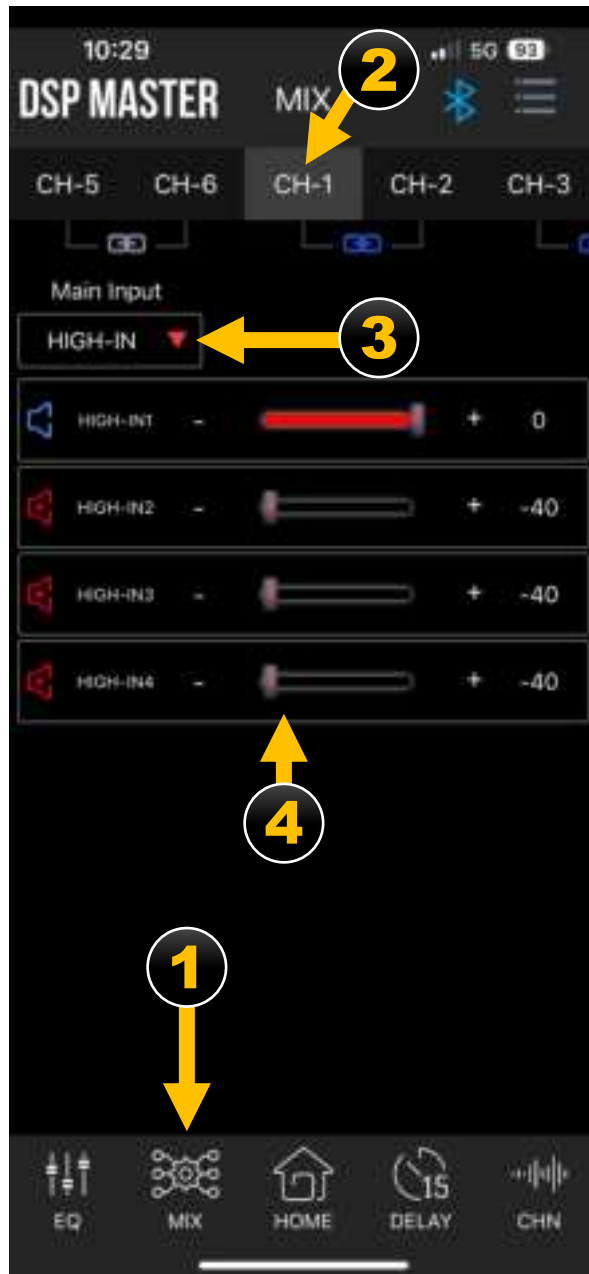 10:29 5G 93
2
DSP MASTER MIX
CH-5 CH-6 CH-1 CH-2 CH-3
Main Input
HIGH-IN
3
HIGH-IN1 - + 0
HIGH-IN2 - + -40
HIGH-IN3 - + -40
HIGH-IN4 - + -40
4
1
15
EQ MIX HOME DELAY CHN